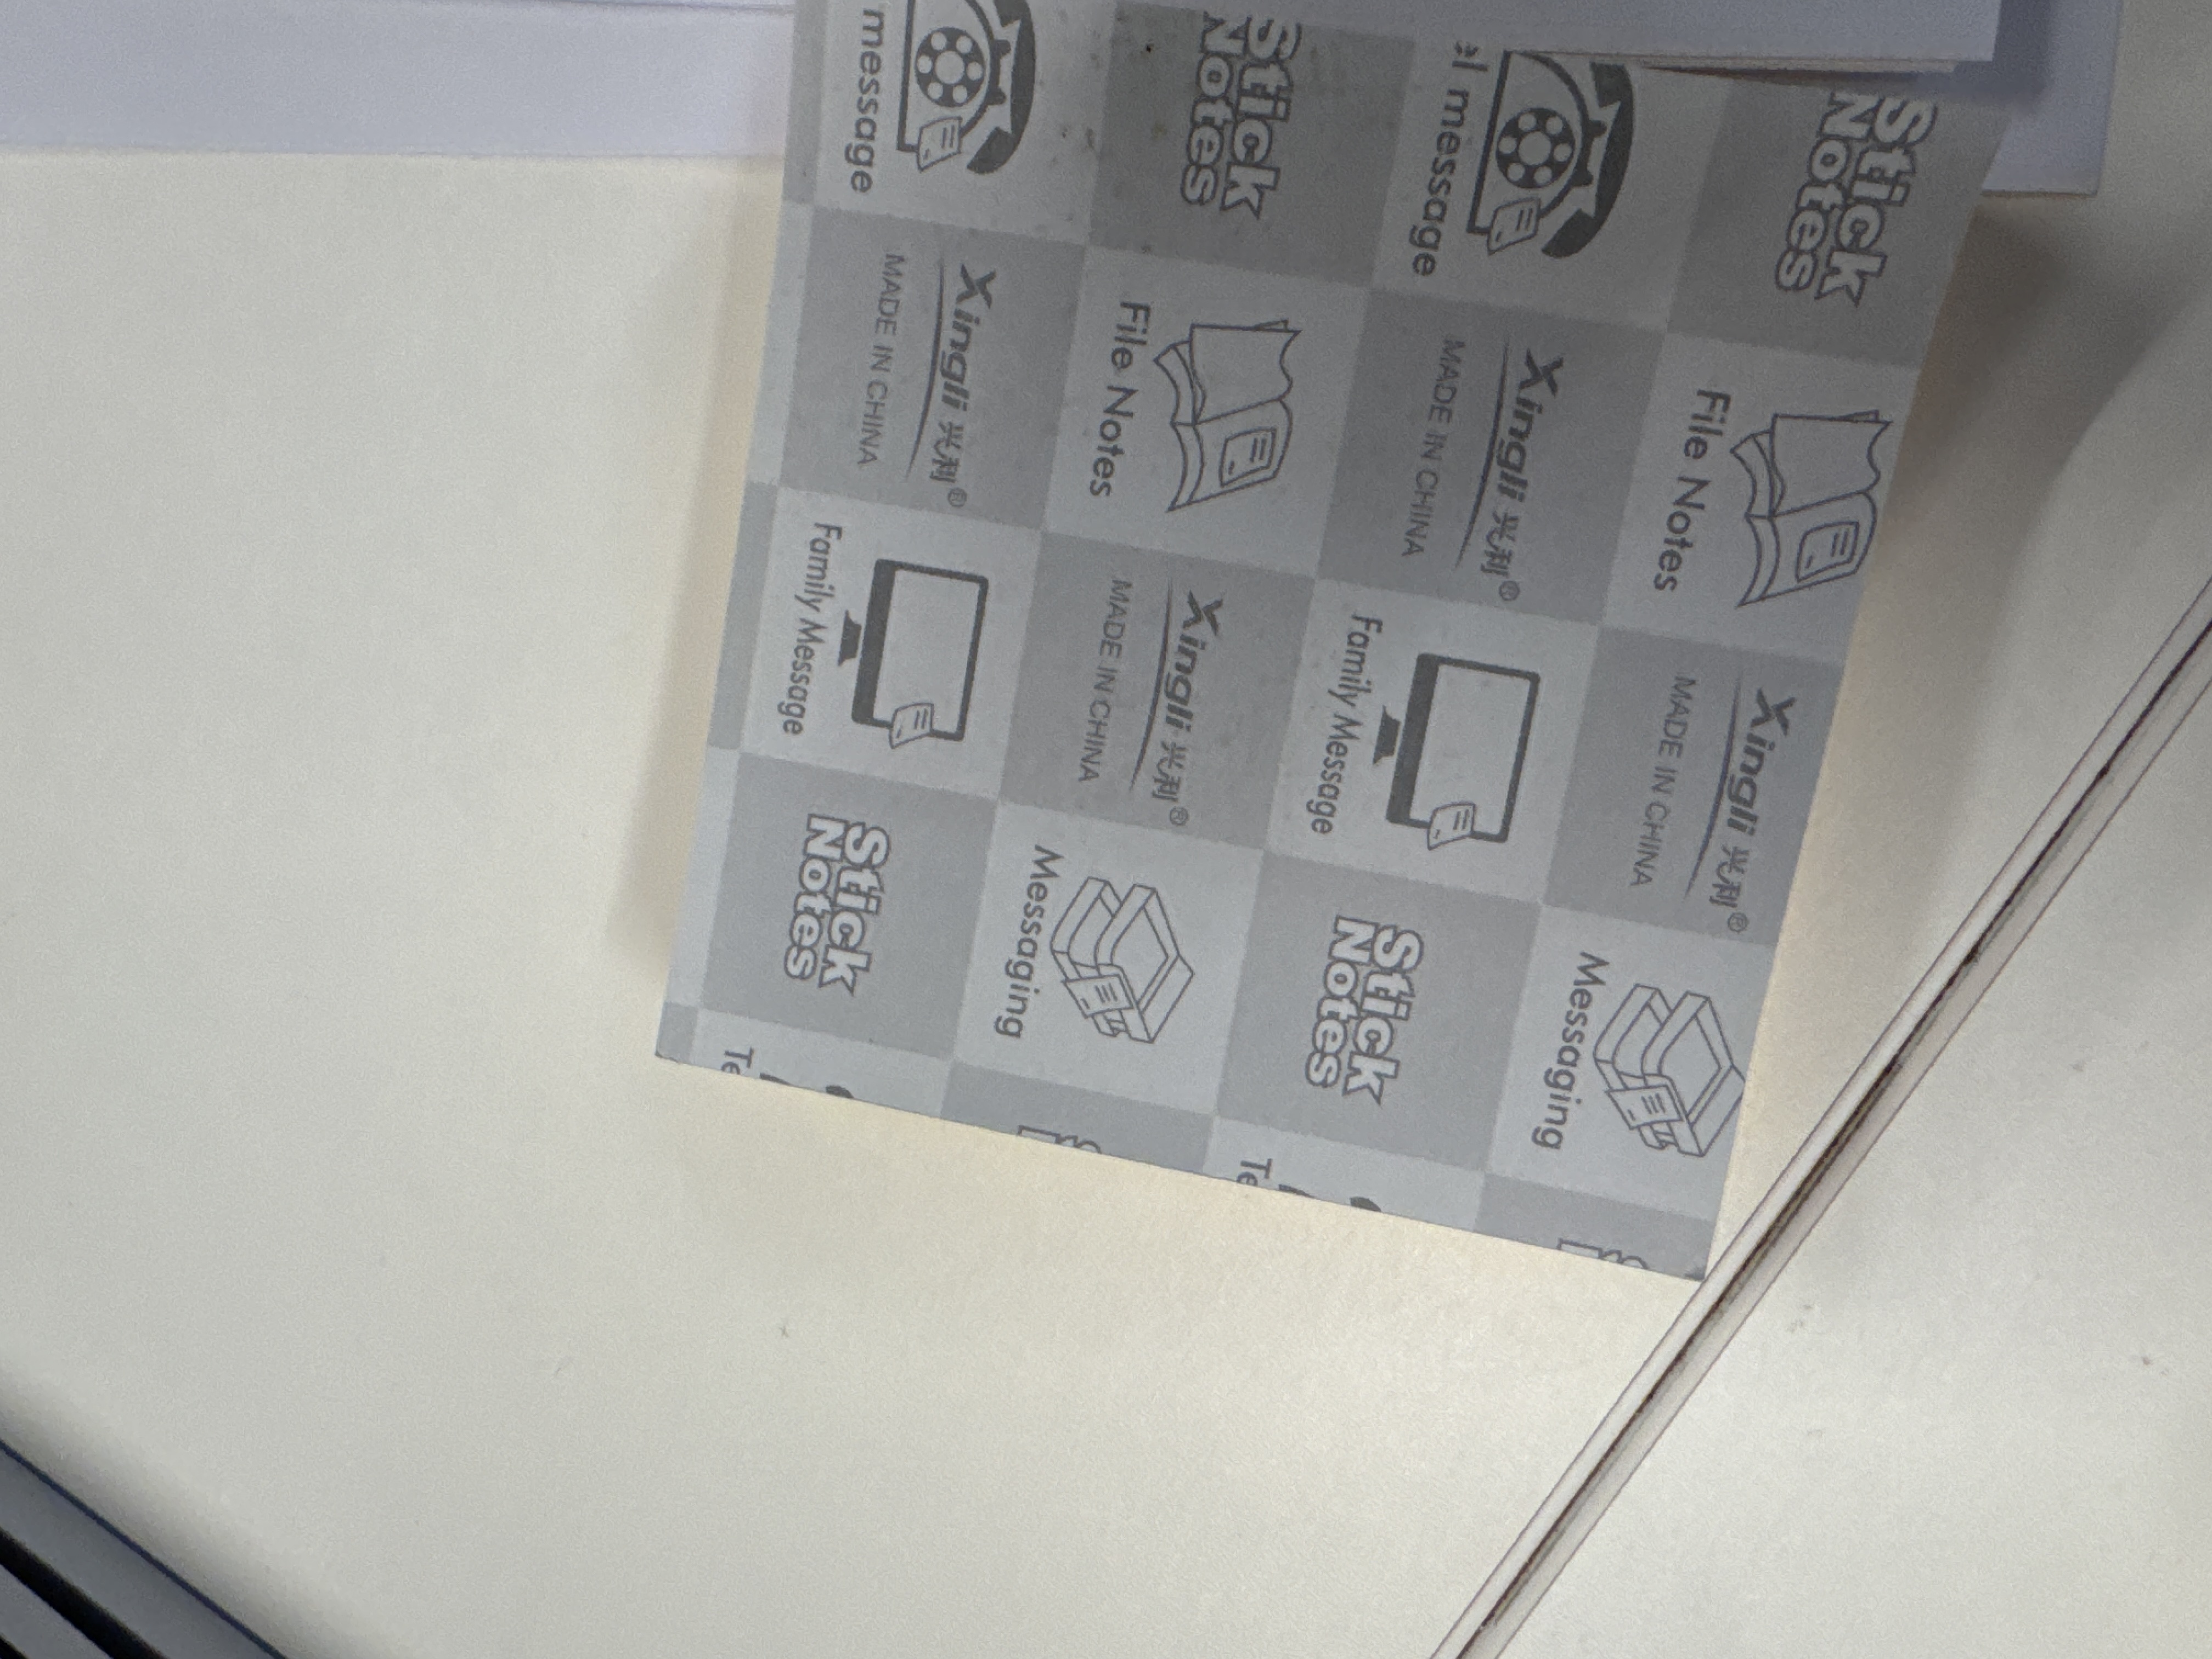 Stick
Notes
File Notes
Xingli 兴利®
MADE IN CHINA
Messaging
message
Xingli 兴利®
MADE IN CHINA
Family Message
Stick
Notes
Te
Stick
Notes
File Notes
Xingli 兴利®
MADE IN CHINA
Messaging
message
Xingli 兴利®
MADE IN CHINA
Family Message
Stick
Notes
Te